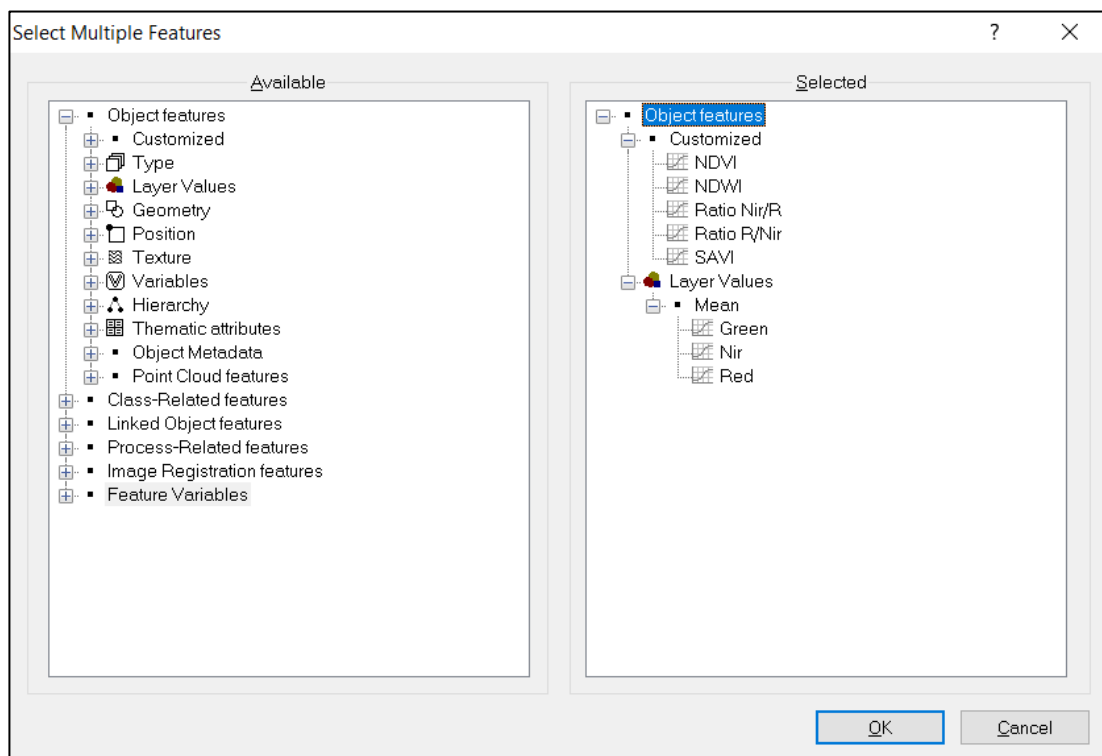 Select Multiple Features
?
Available
Object features
Customized
Type
Layer Values
Geometry
Position
Texture
Variables
Hierarchy
Thematic attributes
Object Metadata
Point Cloud features
Class-Related features
Linked Object features
Process-Related features
Image Registration features
Feature Variables
Selected
Object features
Customized
NDVI
NDWI
Ratio Nir/R
Ratio R/Nir
SAVI
Layer Values
Mean
Green
Nir
Red
OK
Cancel